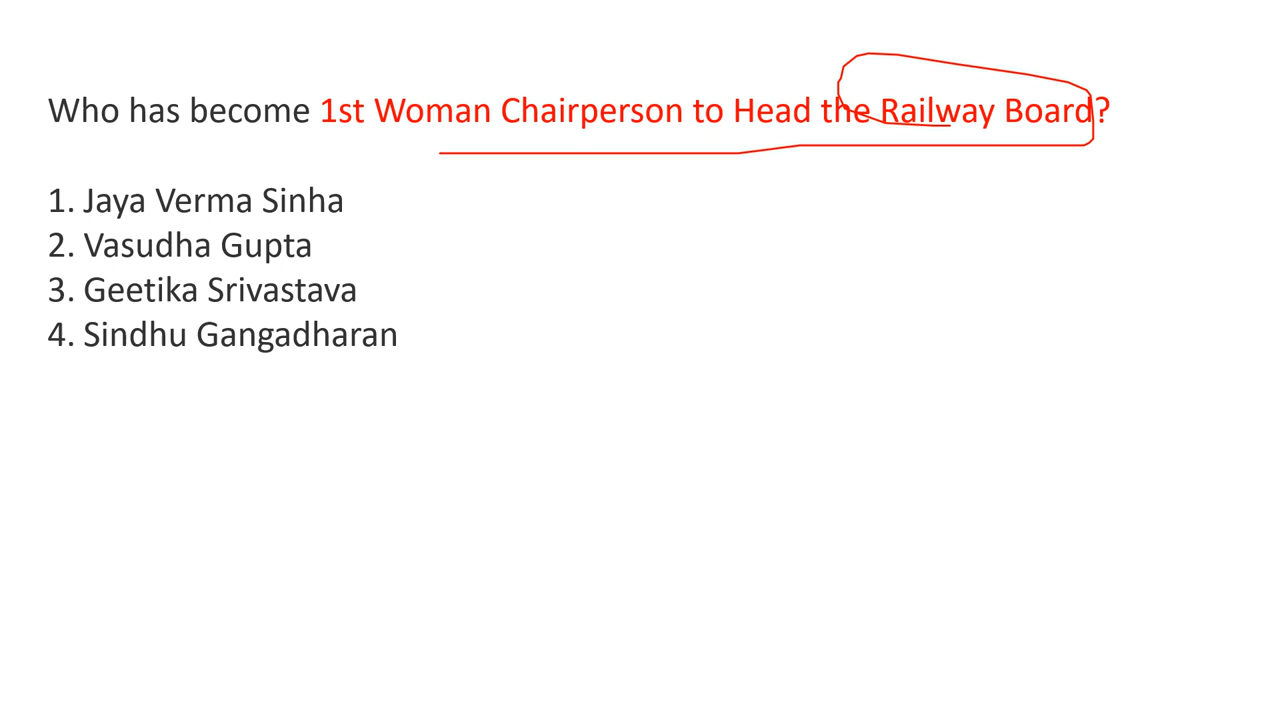 Who has become 1st Woman Chairperson to Head the Railway Board?
1. Jaya Verma Sinha
2. Vasudha Gupta
3. Geetika Srivastava
4. Sindhu Gangadharan